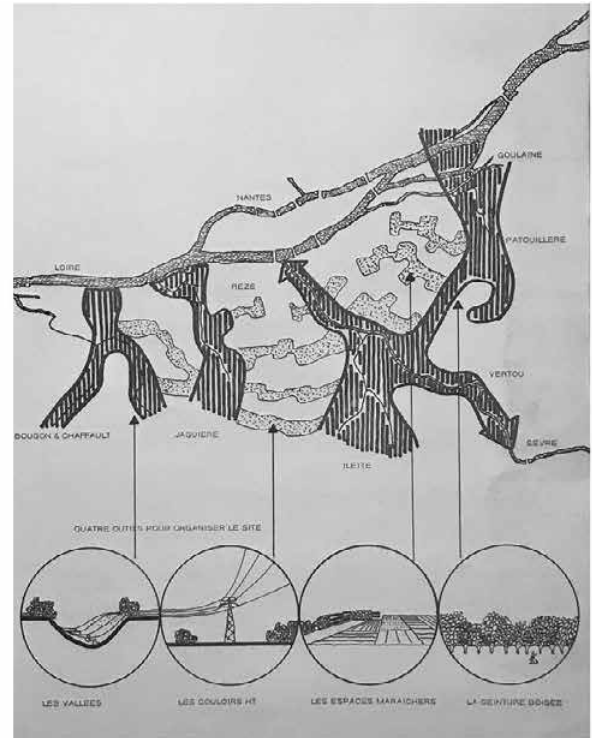 GOULAINE
NANTES
PATOUILLERE
LOIRE
REZE
VERTOU
BOUGON & CHAFFAULT
JAGUERE
SEVRE
ILETTE
QUATRE OUTILS POUR ORGANISER LE SITE
LES VALLEES
LES COULOIRS HT
LES ESPACES MARAICHERS
LA CEINTURE BOISEE